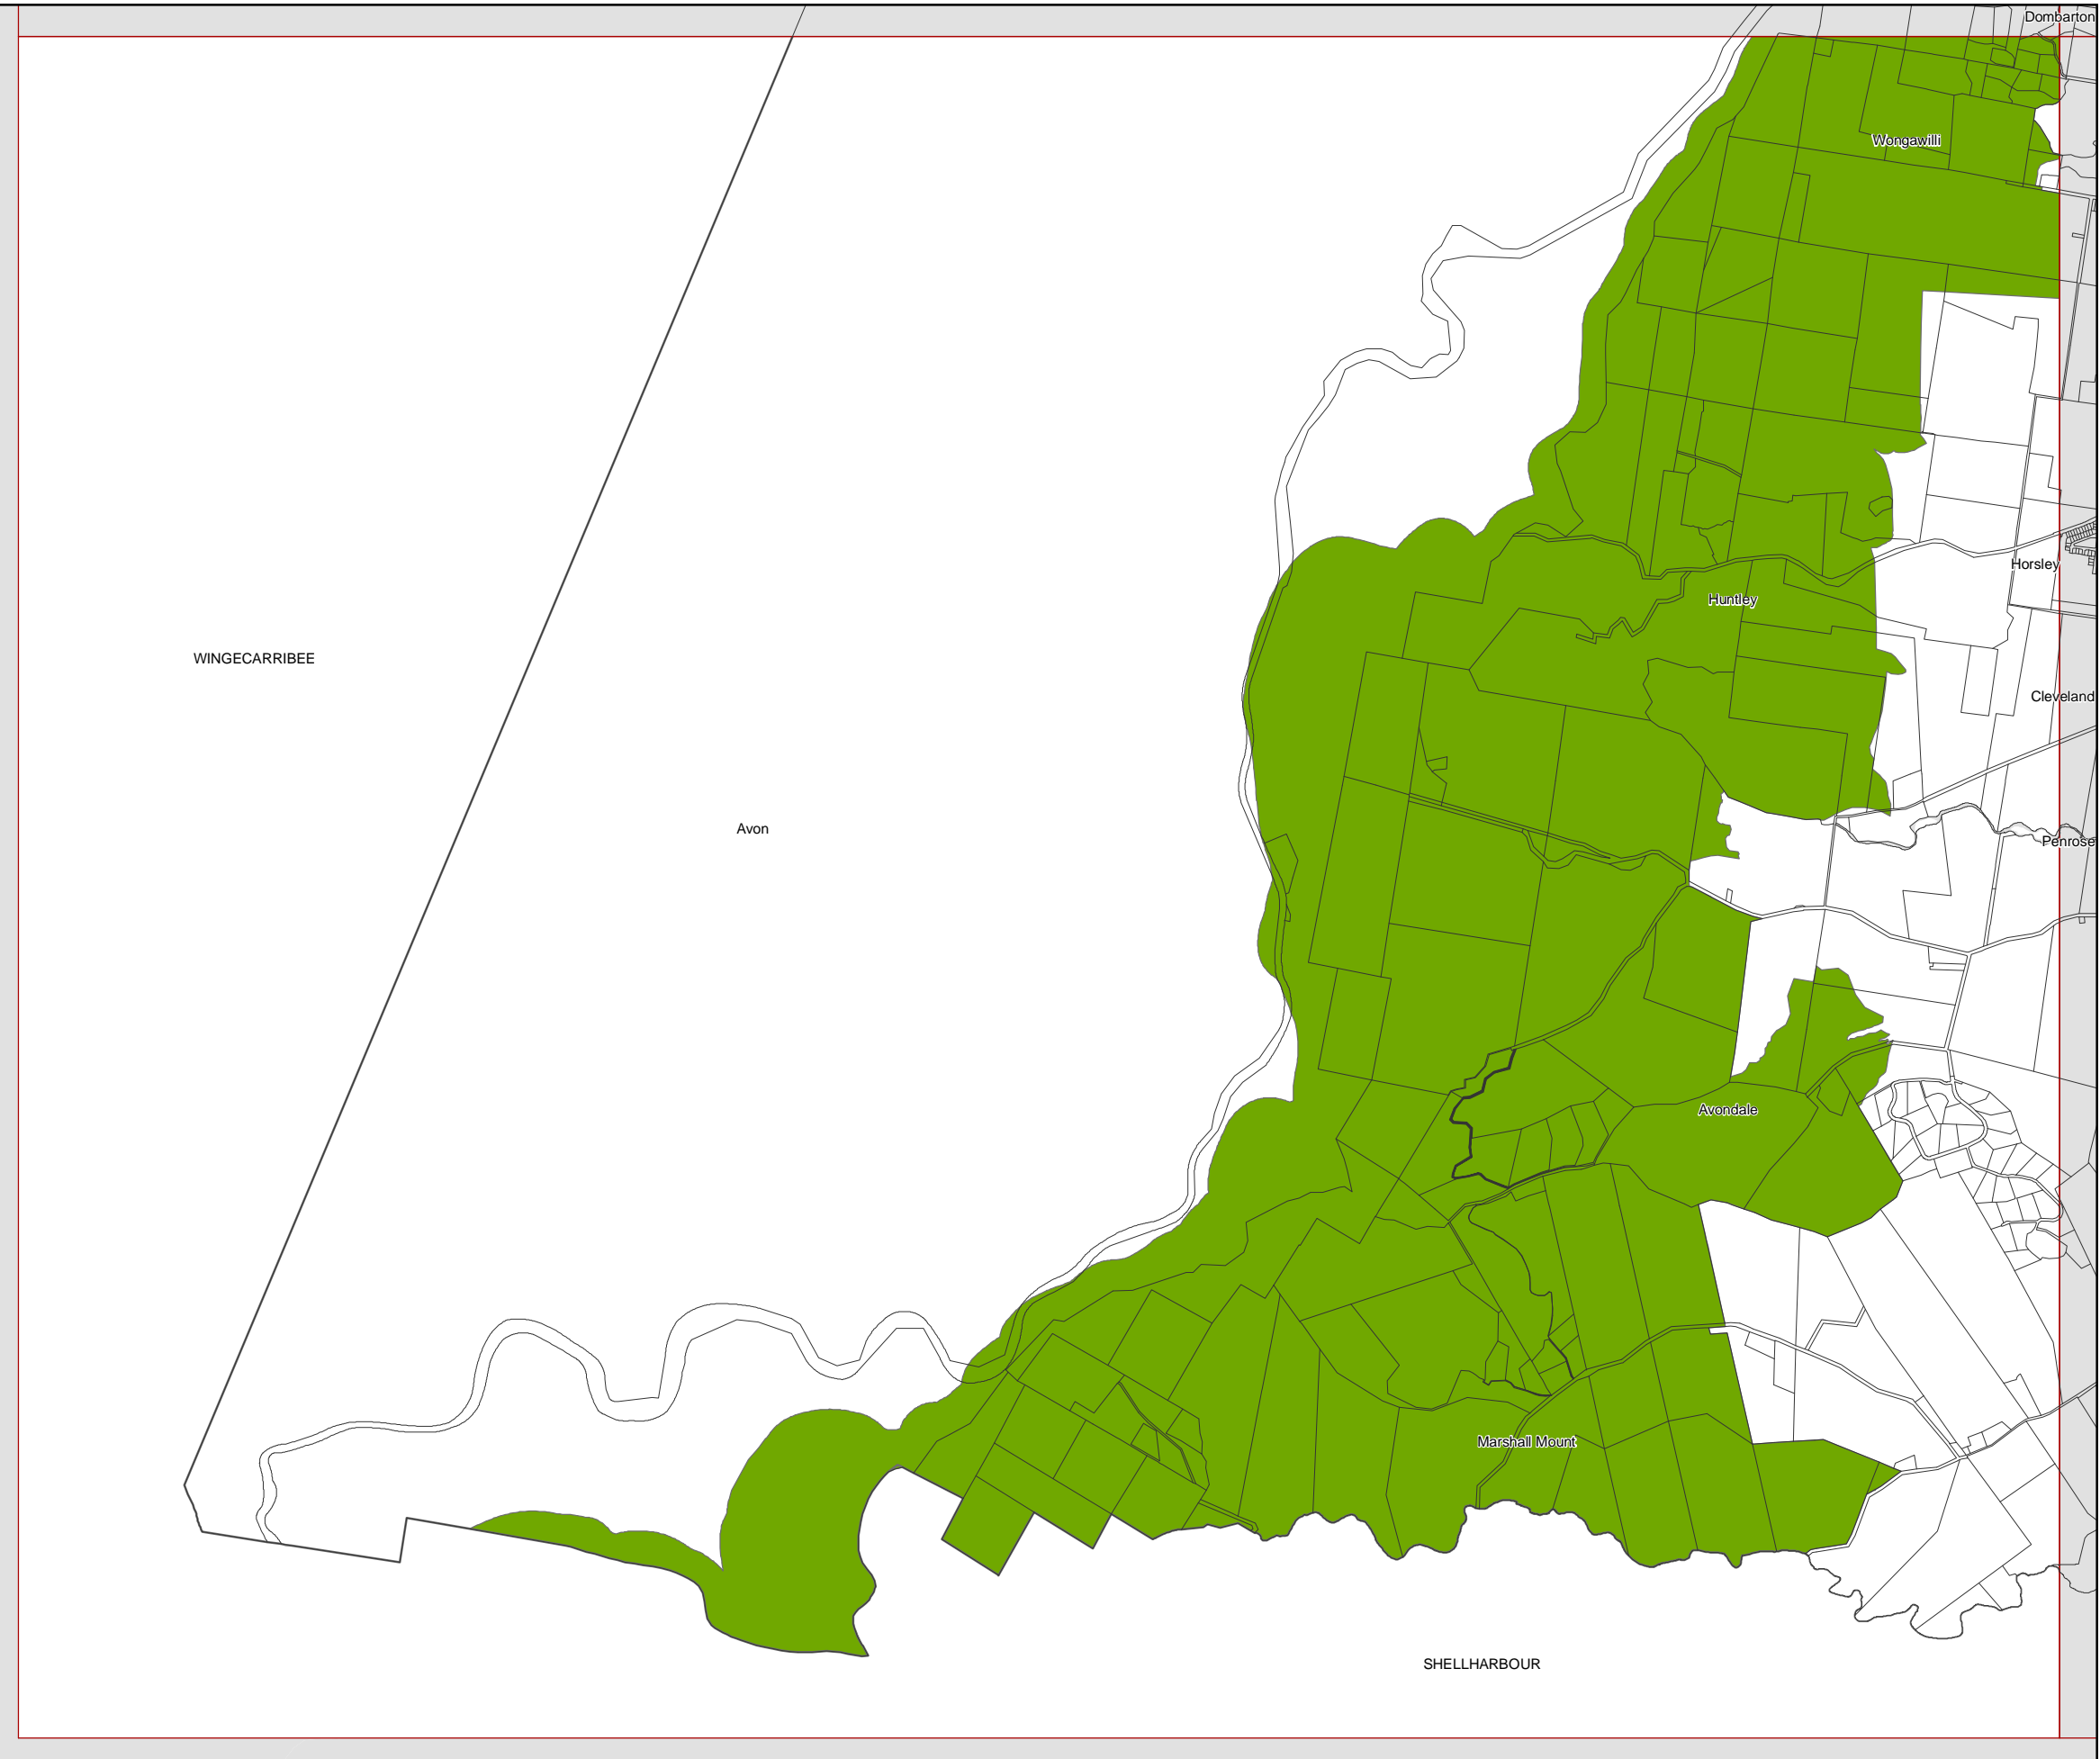 Dombarton
Wongawilli
Horsley
Huntley
WINGECARRIBEE
Cleveland
Avon
Penrose
Avondale
Marshall Mount
SHELLHARBOUR